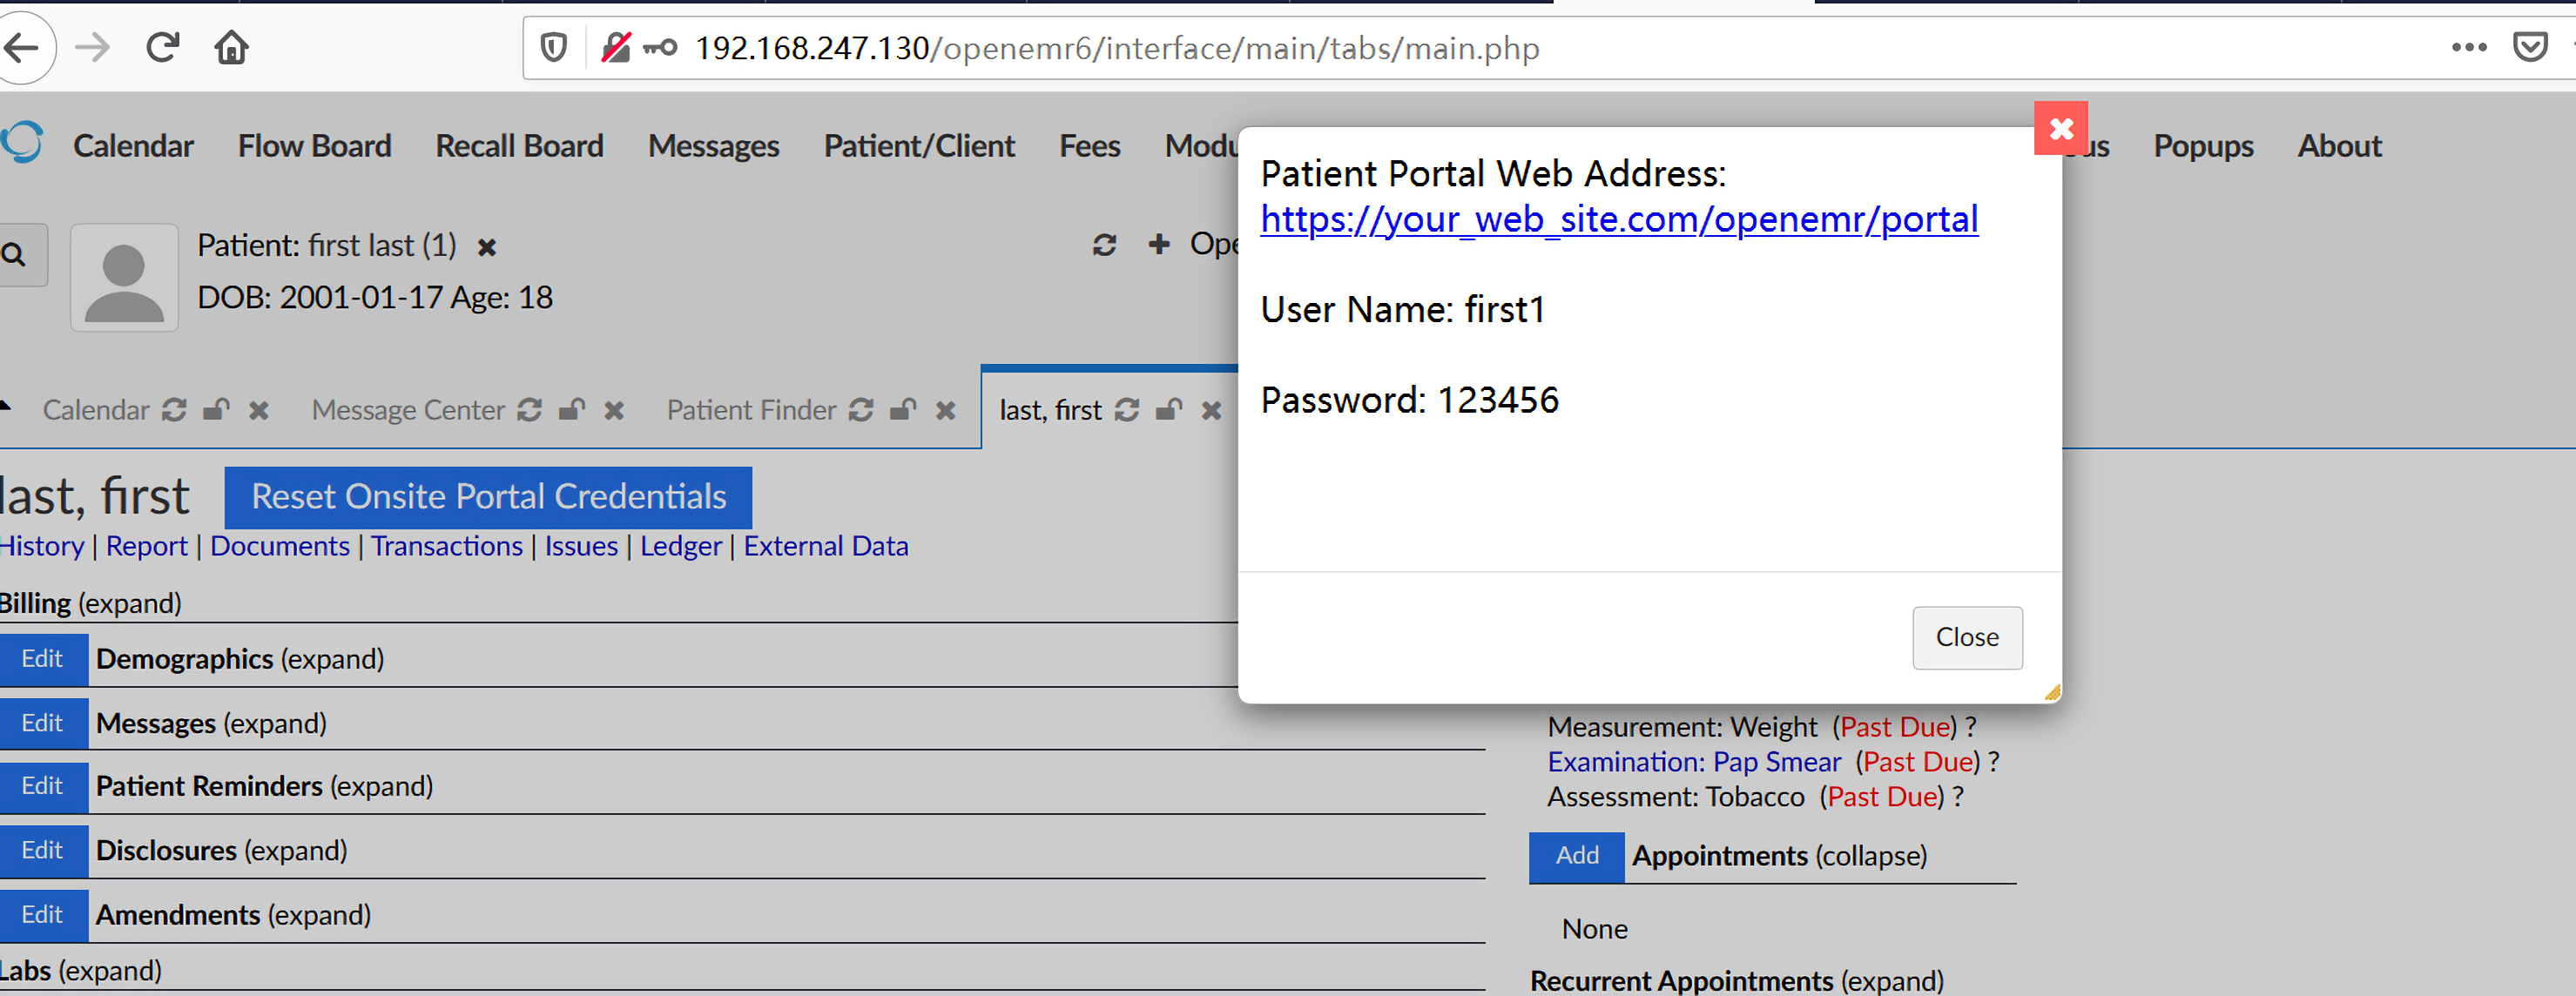 192.168.247.130/openemr6/interface/main/tabs/main.php
Calendar Flow Board Recall Board Messages Patient/Client Fees Popups About
Patient: first last (1)
DOB: 2001-01-17 Age: 18
Calendar Message Center Patient Finder last, first
last, first Reset Onsite Portal Credentials
History | Report | Documents | Transactions | Issues | Ledger | External Data
Billing (expand)
Edit Demographics (expand)
Edit Messages (expand)
Edit Patient Reminders (expand)
Edit Disclosures (expand)
Edit Amendments (expand)
Labs (expand)
Patient Portal Web Address:
https://your_web_site.com/openemr/portal
User Name: first1
Password: 123456
Close
Measurement: Weight (Past Due) ?
Examination: Pap Smear (Past Due) ?
Assessment: Tobacco (Past Due) ?
Add Appointments (collapse)
None
Recurrent Appointments (expand)